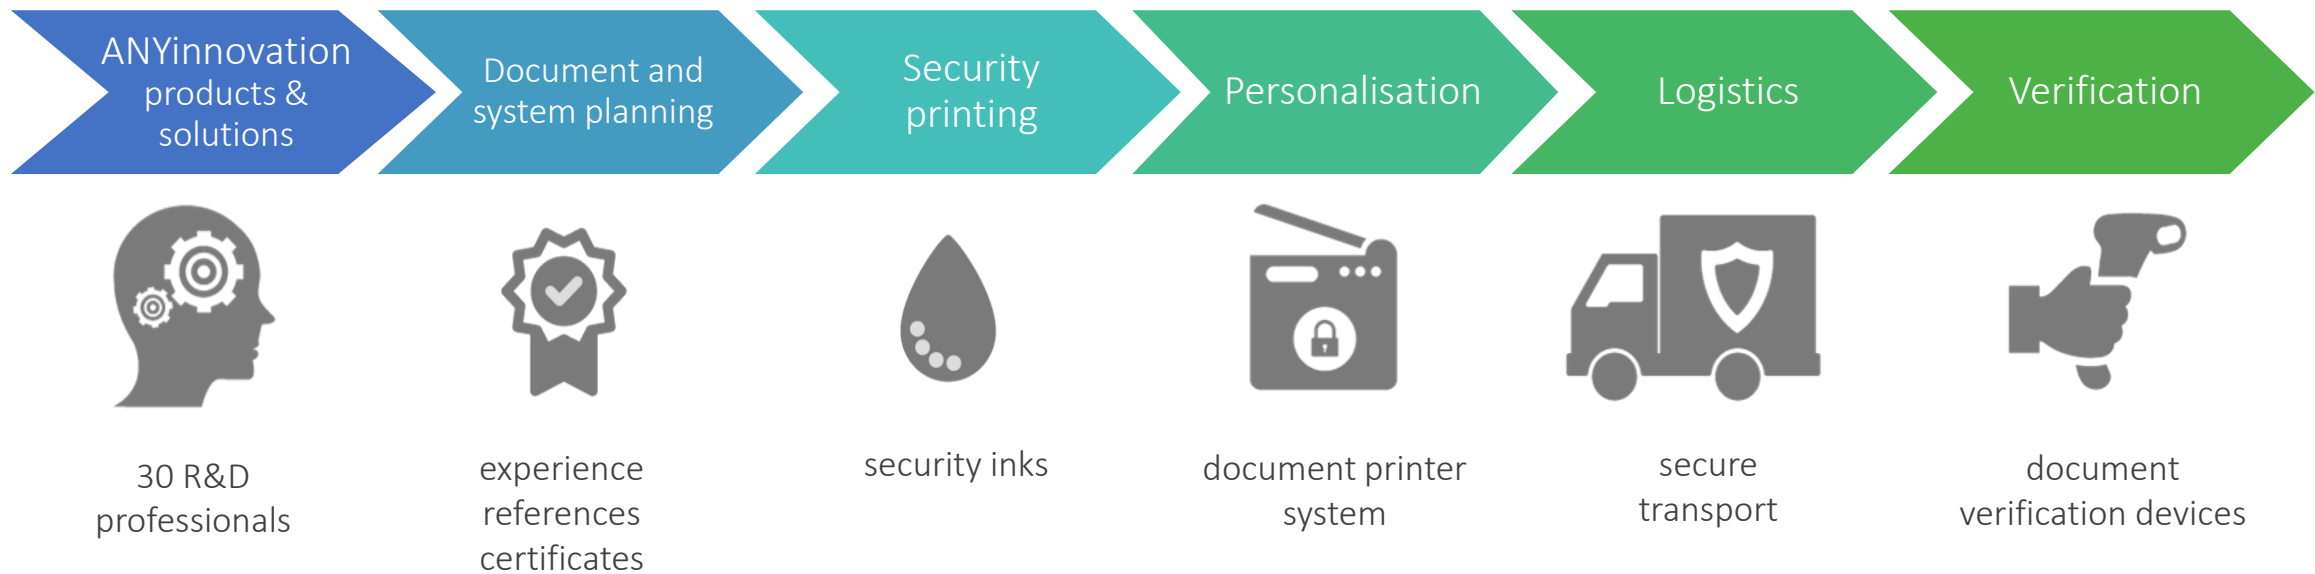 ANYinnovation
products &
solutions
Document and
system planning
Security
printing
Personalisation
Logistics
Verification
30 R&D
professionals
experience
references
certificates
security inks
document printer
system
secure
transport
document
verification devices